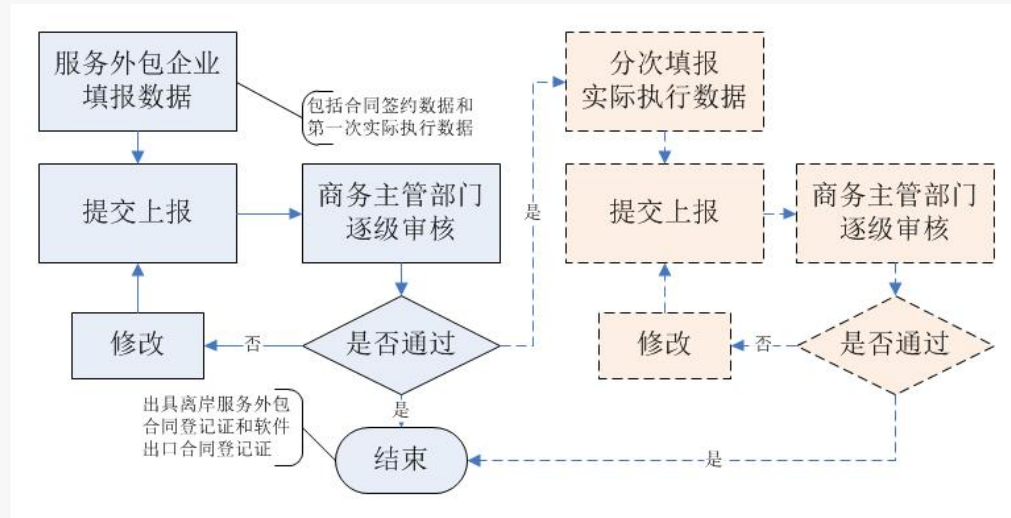 服务外包企业
填报数据
包括合同签约数据和
第一次实际执行数据
提交上报
商务主管部门
逐级审核
修改
否
是否通过
是
是
出具离岸服务外包
合同登记证和软件
出口合同登记证
结束
分次填报
实际执行数据
提交上报
商务主管部门
逐级审核
修改
否
是否通过
是